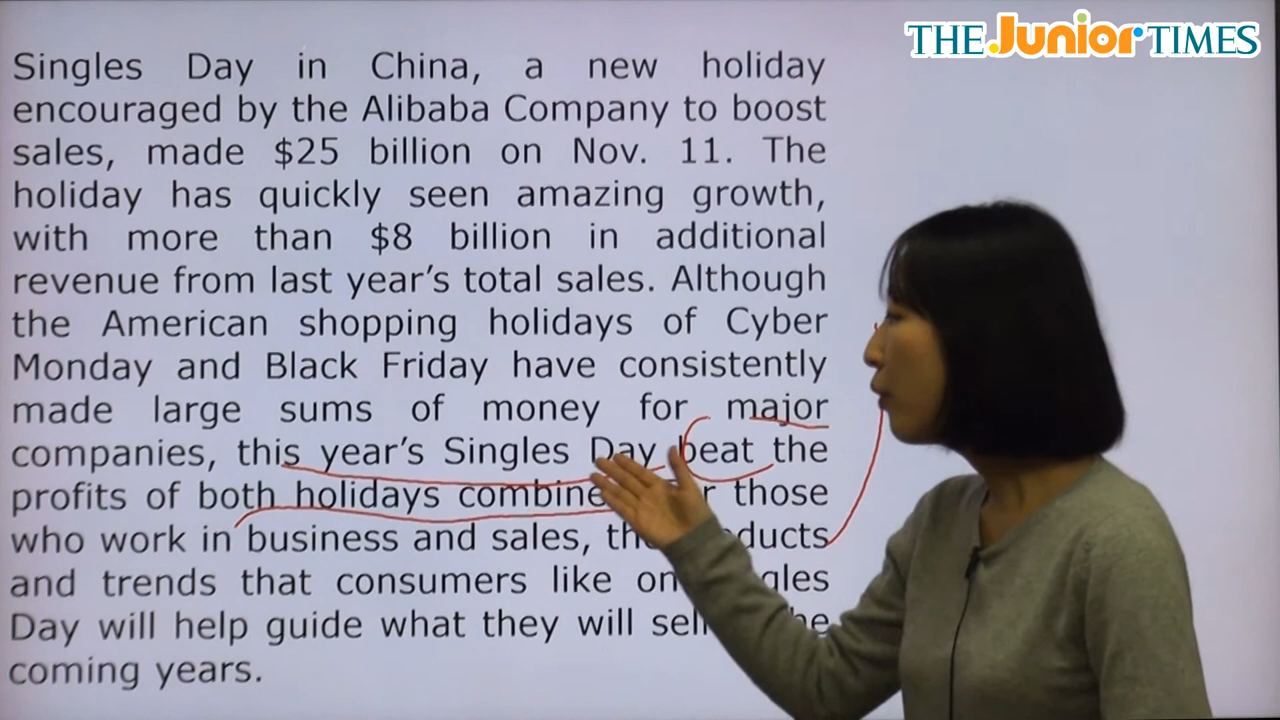 THE Junior TIMES
Singles Day in China, a new holiday
encouraged by the Alibaba Company to boost
sales, made $25 billion on Nov. 11. The
holiday has quickly seen amazing growth,
with more than $8 billion in additional
revenue from last year's total sales. Although
the American shopping holidays of Cyber
Monday and Black Friday have consistently
made large sums of money for major
companies, this year's Singles Day beat the
profits of both holidays combine those
who work in business and sales,
and trends that consumers like on
Day will help guide what they will sell
coming years.